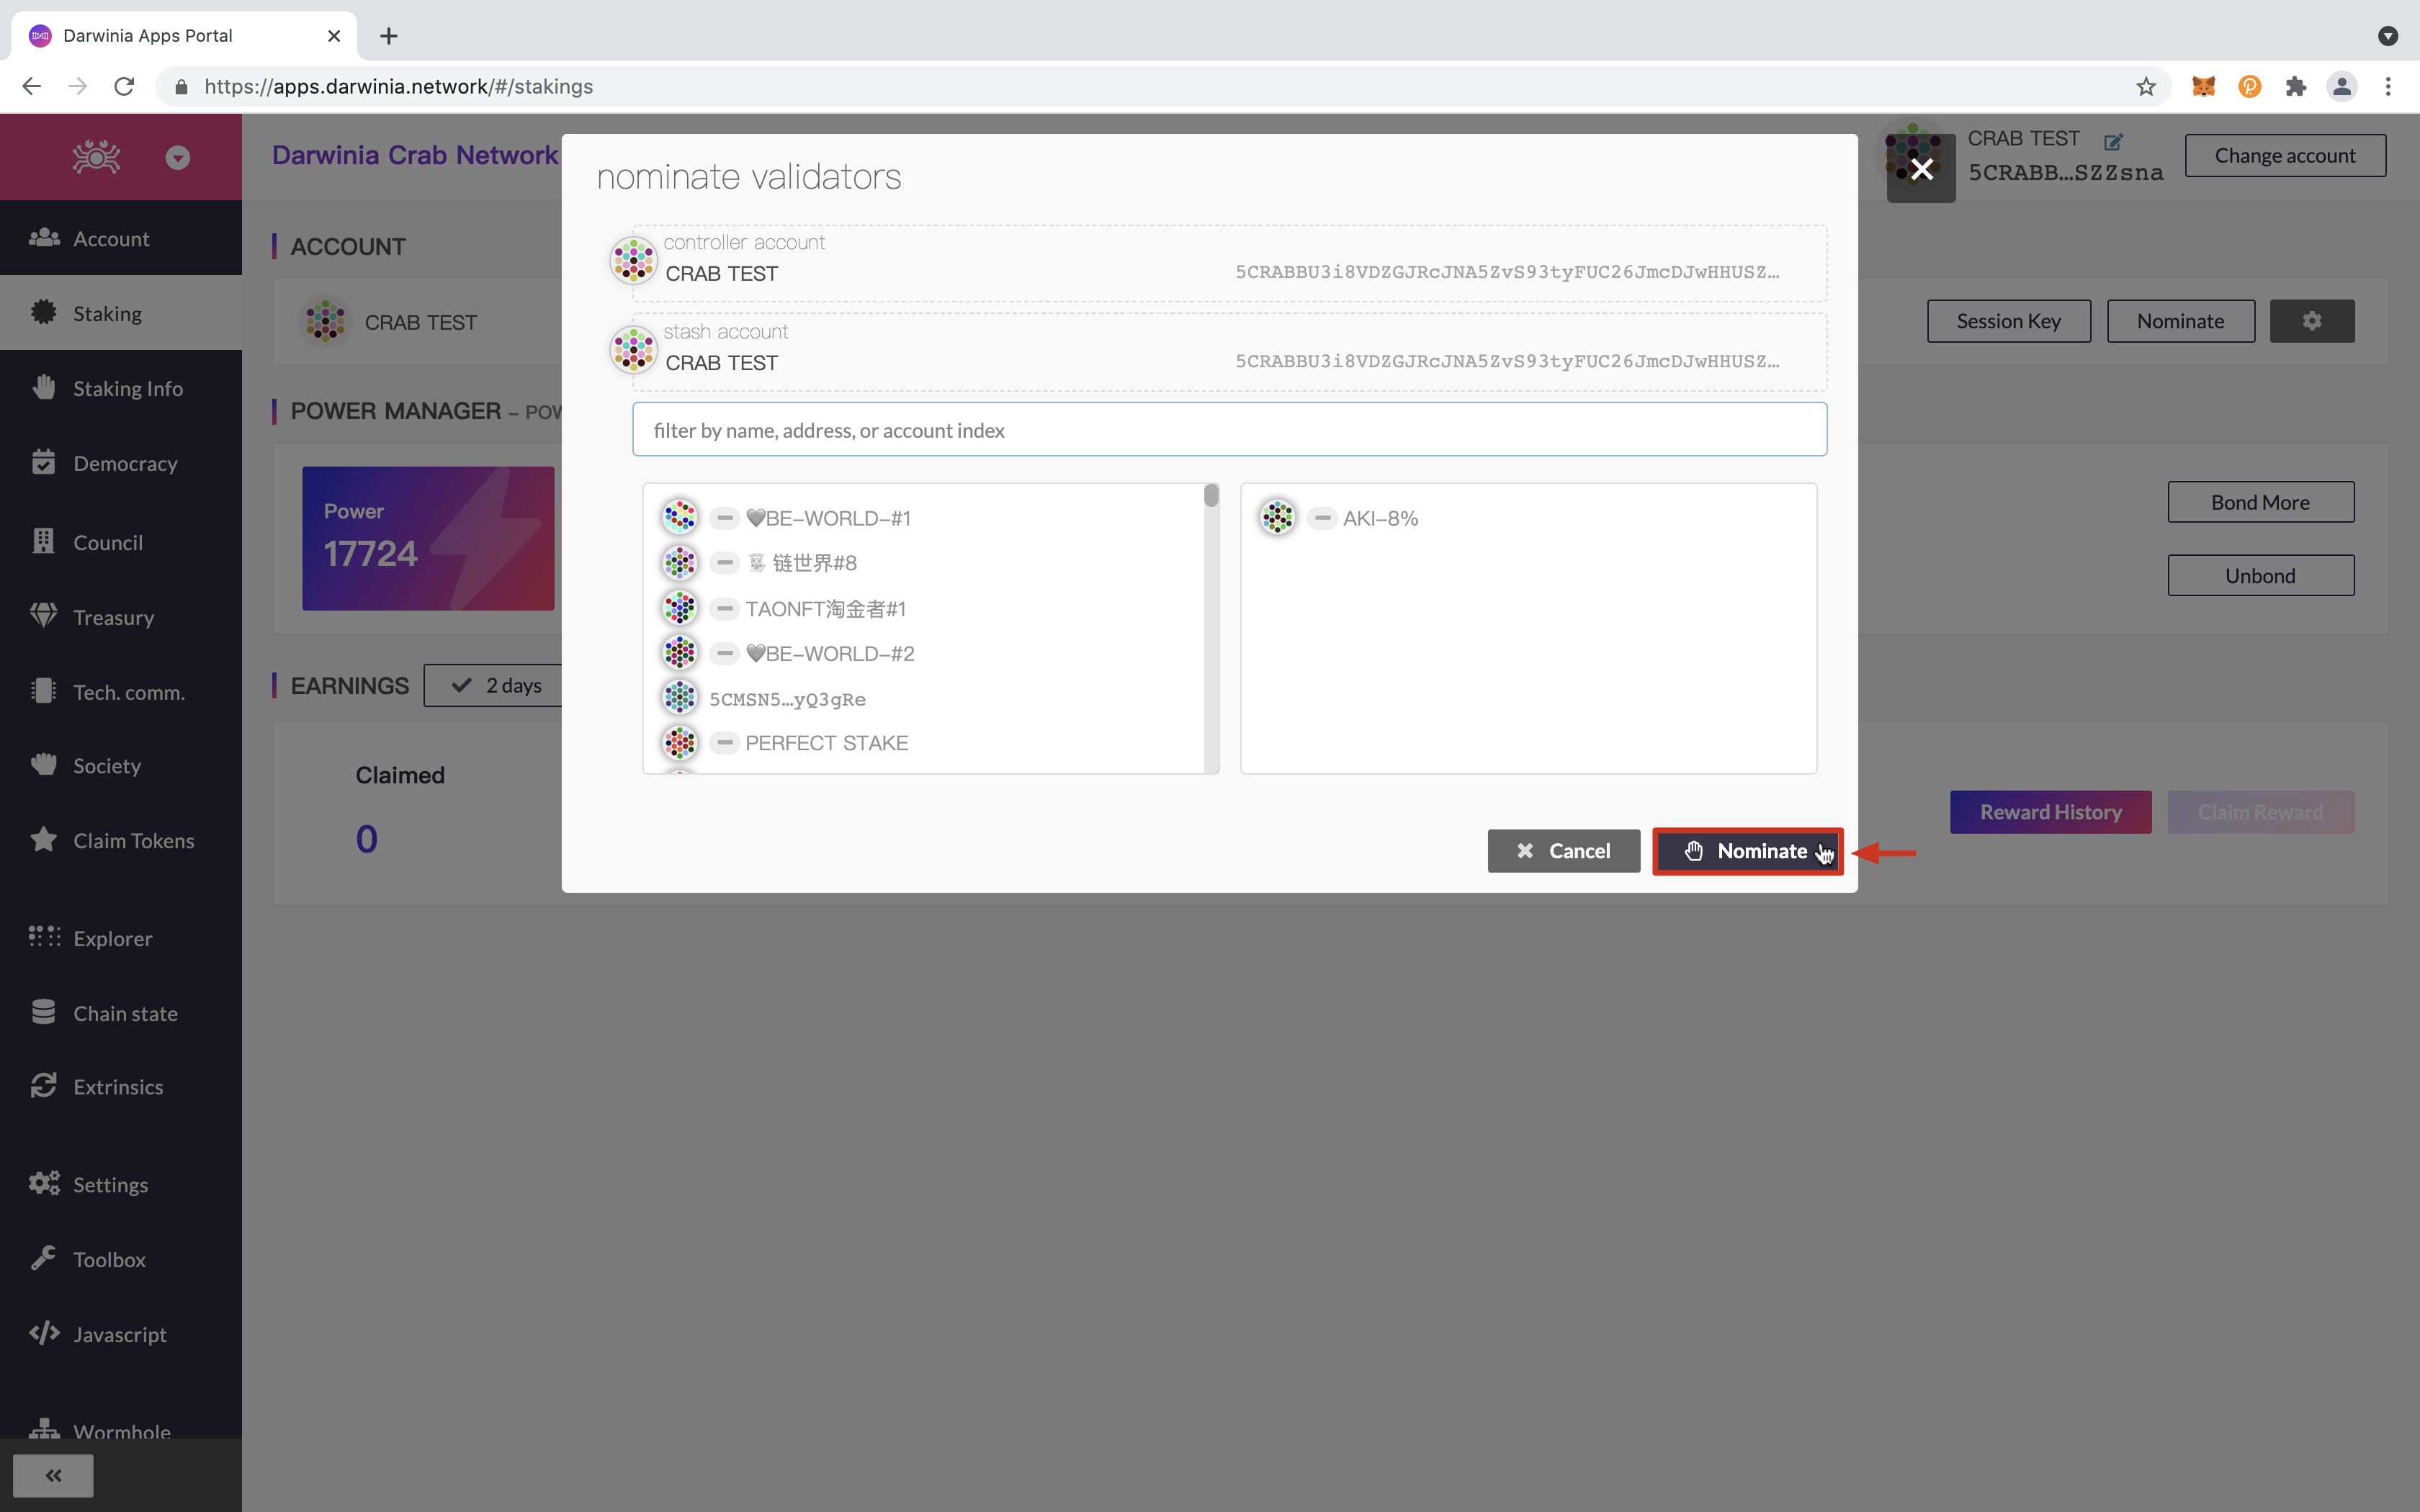 Darwinia Apps Portal
https://apps.darwinia.network/#/stakings
Darwinia Crab Network
CRAB TEST
5CRABB…SZZsna
Change account
Account
Staking
Staking Info
Democracy
Council
Treasury
Tech. comm.
Society
Claim Tokens
Explorer
Chain state
Extrinsics
Settings
Toolbox
Javascript
Wormhole
ACCOUNT
CRAB TEST
Session Key
Nominate
POWER MANAGER – POW
Power
17724
Bond More
Unbond
EARNINGS
2 days
Claimed
0
Reward History
Claim Reward
nominate validators
controller account
CRAB TEST
5CRABBU3i8VDZGJRcJNA5ZvS93tyFUC26JmcDJwHHUSZ…
stash account
CRAB TEST
5CRABBU3i8VDZGJRcJNA5ZvS93tyFUC26JmcDJwHHUSZ…
filter by name, address, or account index
🖤BE-WORLD-#1
链世界#8
TAONFT淘金者#1
🖤BE-WORLD-#2
5CMSN5…yQ3gRe
PERFECT STAKE
AKI-8%
Cancel
Nominate